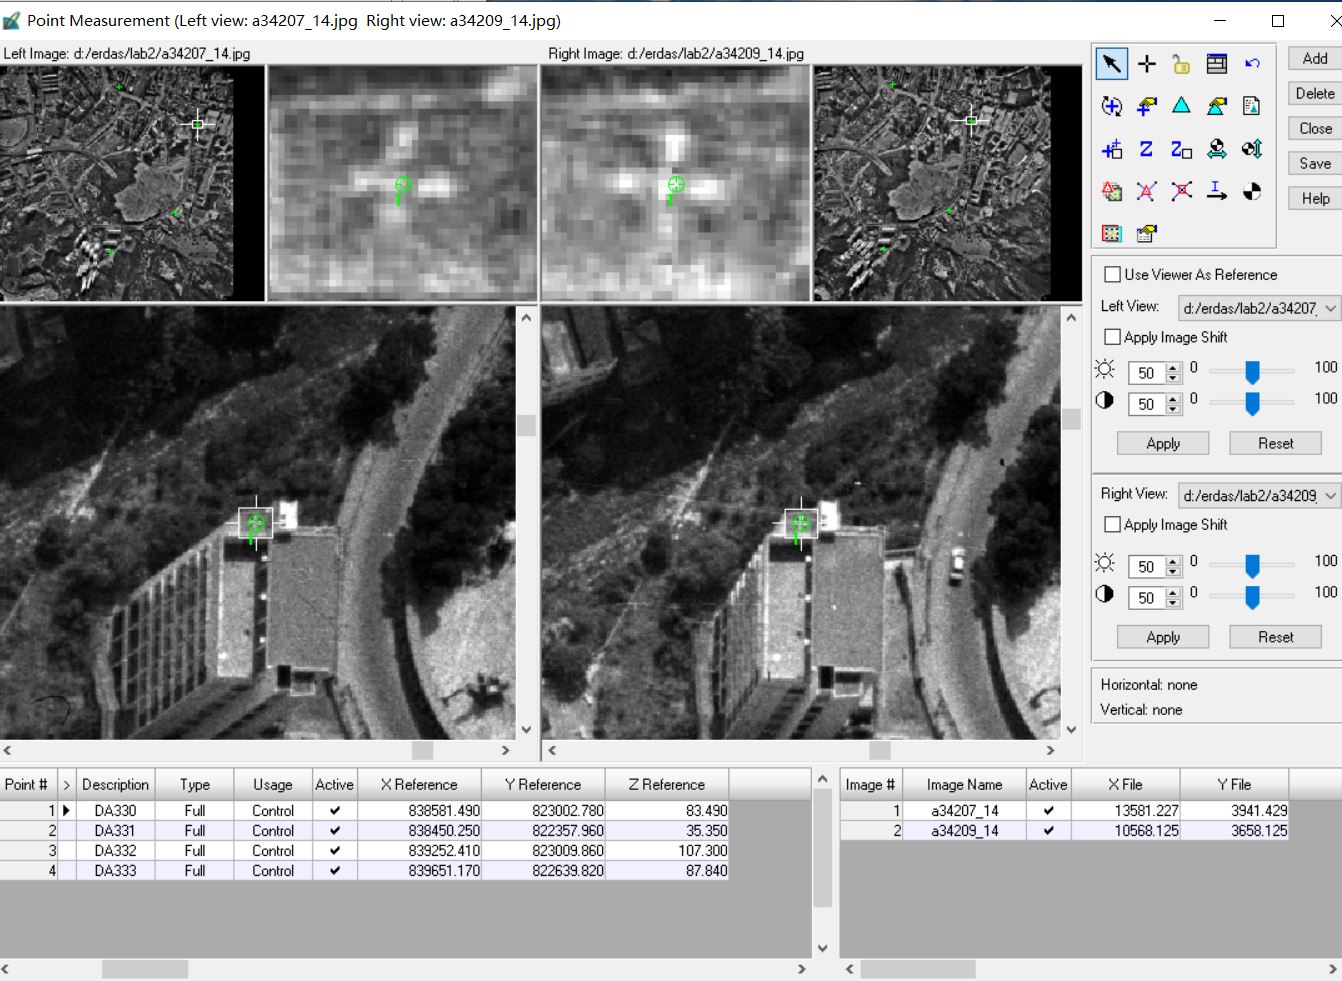 Point Measurement (Left view: a34207_14.jpg  Right view: a34209_14.jpg)
Left Image: d:/erdas/lab2/a34207_14.jpg
Right Image: d:/erdas/lab2/a34209_14.jpg
Add
Delete
Close
Save
Help
1
1
1
1
Use Viewer As Reference
Left View: d:/erdas/lab2/a34207_
Apply Image Shift
50 0 100
50 0 100
Apply Reset
Right View: d:/erdas/lab2/a34209_
Apply Image Shift
50 0 100
50 0 100
Apply Reset
Horizontal: none
Vertical: none
Point # > Description Type Usage Active X Reference Y Reference Z Reference
1 DA330 Full Control ✔ 838581.490 823002.780 83.490
2 DA331 Full Control ✔ 838450.250 822357.960 35.350
3 DA332 Full Control ✔ 839252.410 823009.860 107.300
4 DA333 Full Control ✔ 839651.170 822639.820 87.840
Image # Image Name Active X File Y File
1 a34207_14 ✔ 13581.227 3941.429
2 a34209_14 ✔ 10568.125 3658.125